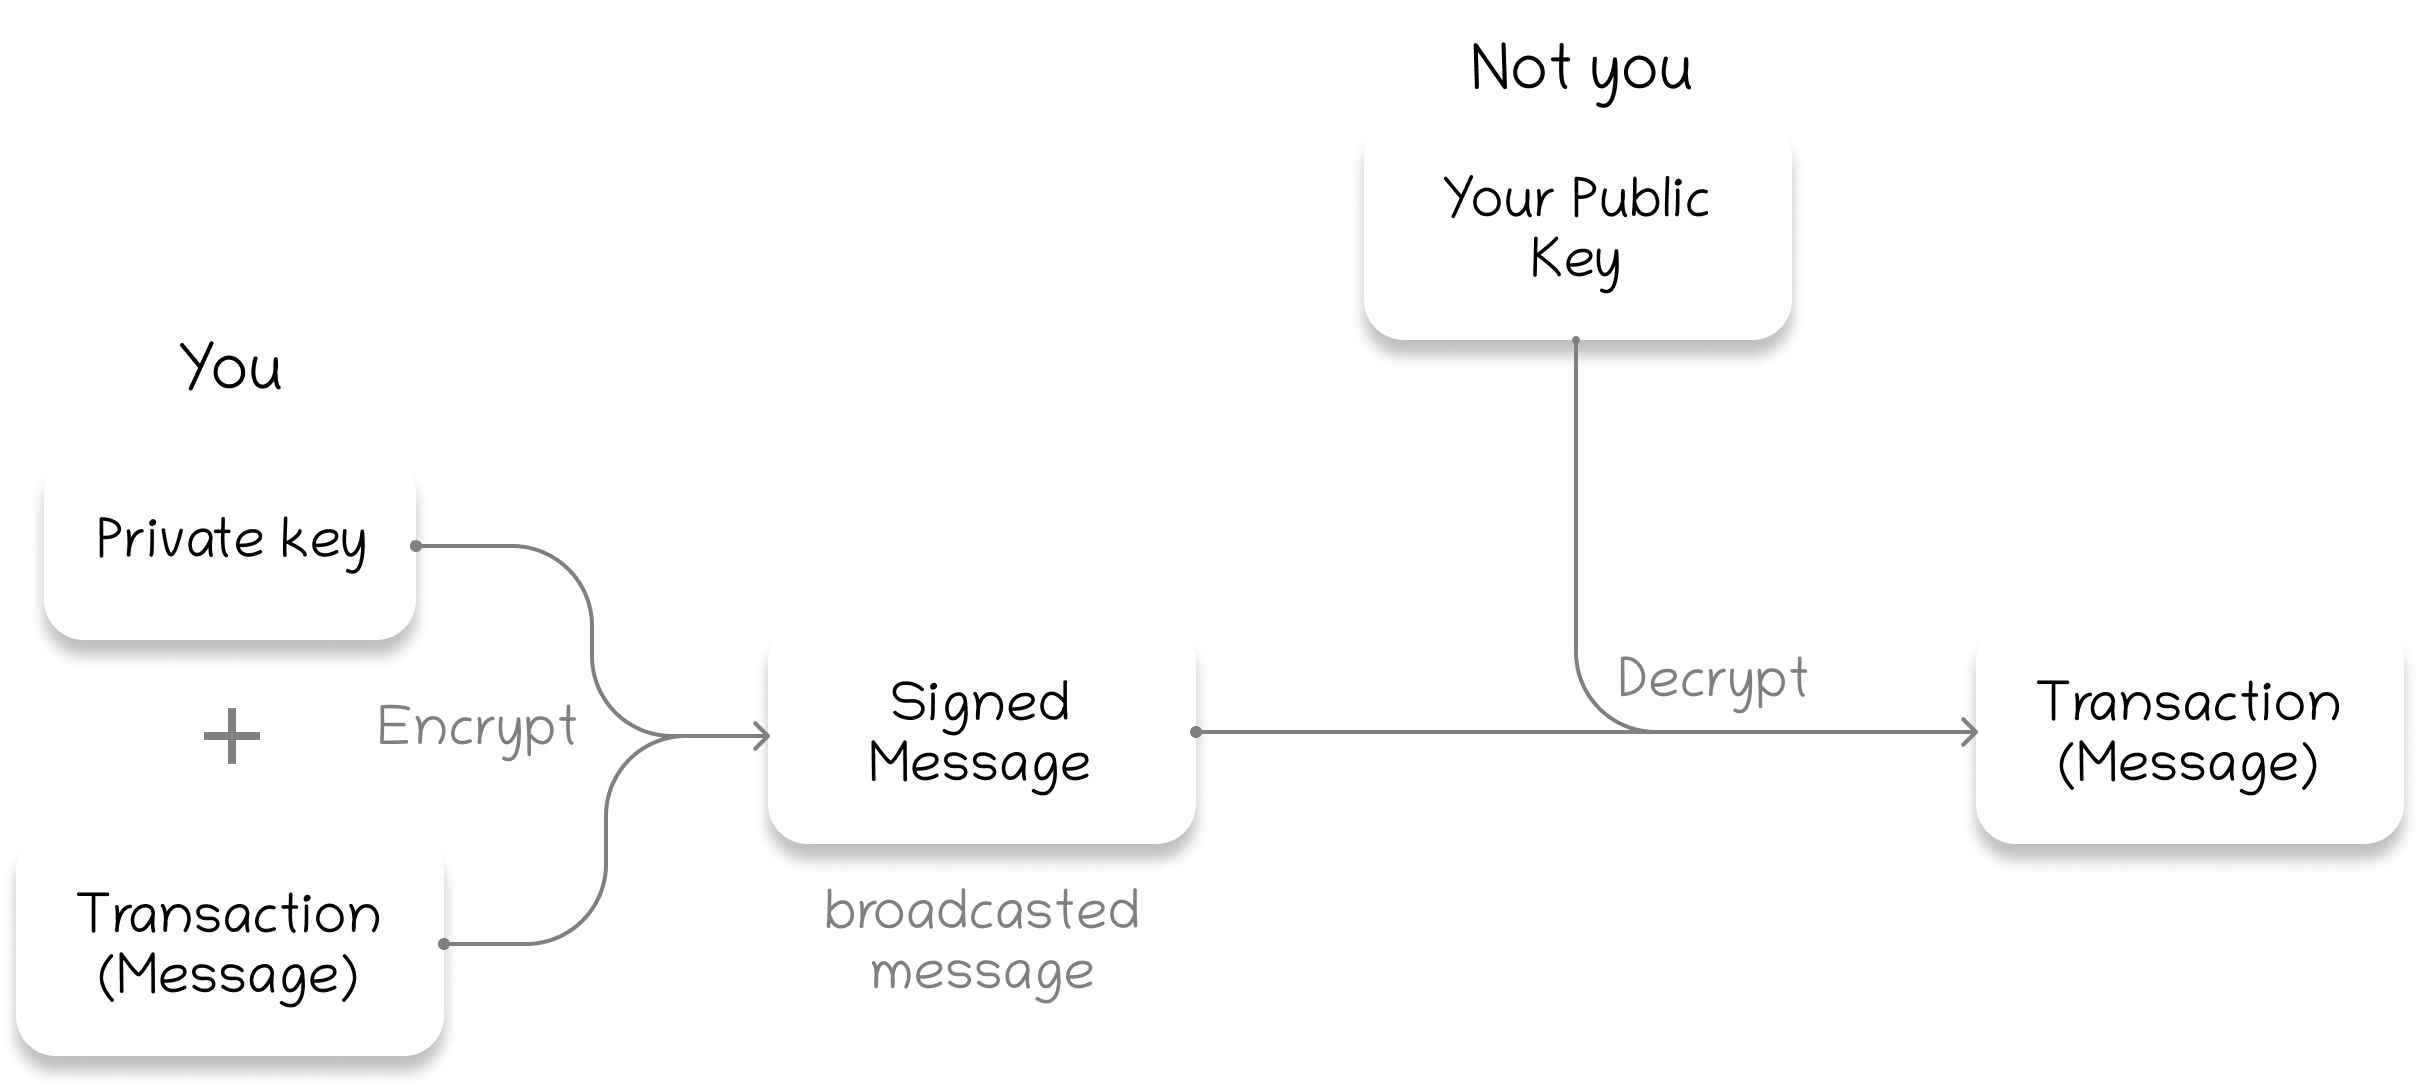 Not you
Your Public
Key
You
Private key
Encrypt
Transaction
(Message)
Signed
Message
broadcasted
message
Decrypt
Transaction
(Message)